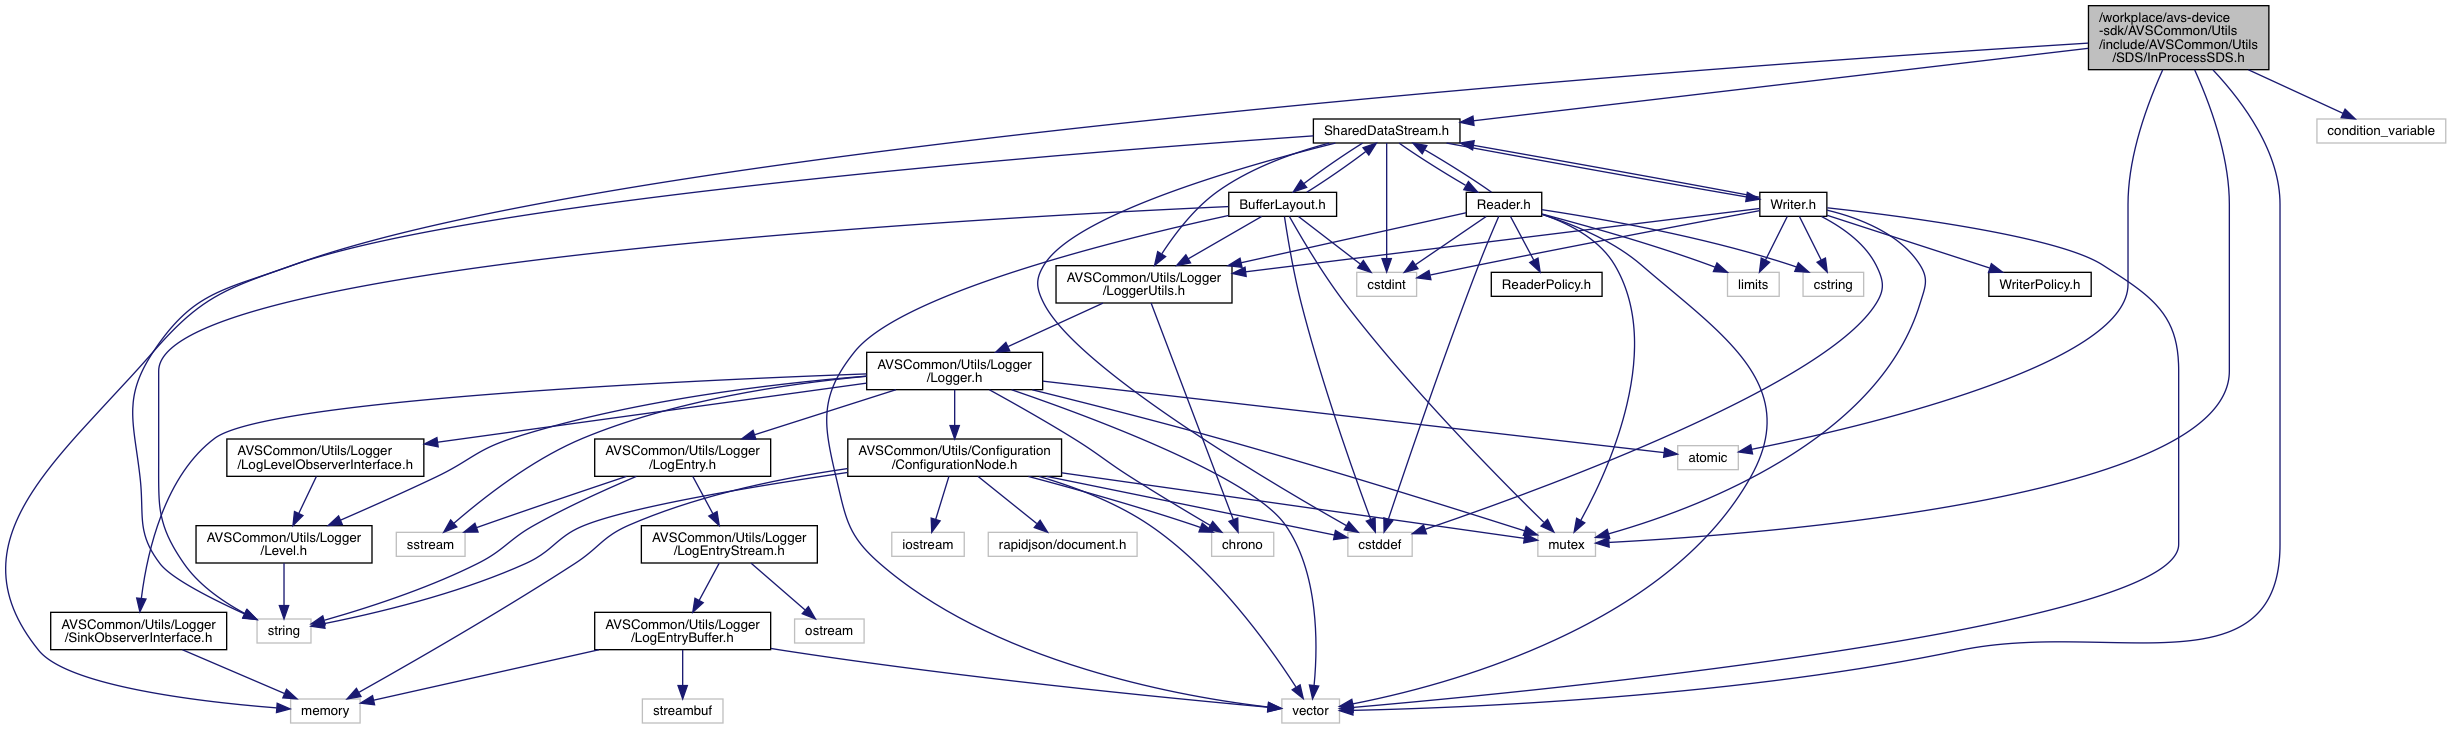 /workplace/avs-device
-sdk/AVSCommon/Utils
/include/AVSCommon/Utils
/SDS/InProcessSDS.h
SharedDataStream.h
condition_variable
BufferLayout.h
Reader.h
Writer.h
AVSCommon/Utils/Logger
/LoggerUtils.h
cstdint
ReaderPolicy.h
limits
cstring
WriterPolicy.h
AVSCommon/Utils/Logger
/Logger.h
AVSCommon/Utils/Logger
/LogLevelObserverInterface.h
AVSCommon/Utils/Logger
/LogEntry.h
AVSCommon/Utils/Configuration
/ConfigurationNode.h
atomic
AVSCommon/Utils/Logger
/Level.h
sstream
AVSCommon/Utils/Logger
/LogEntryStream.h
iostream
rapidjson/document.h
chrono
cstddef
mutex
AVSCommon/Utils/Logger
/SinkObserverInterface.h
string
AVSCommon/Utils/Logger
/LogEntryBuffer.h
ostream
memory
streambuf
vector